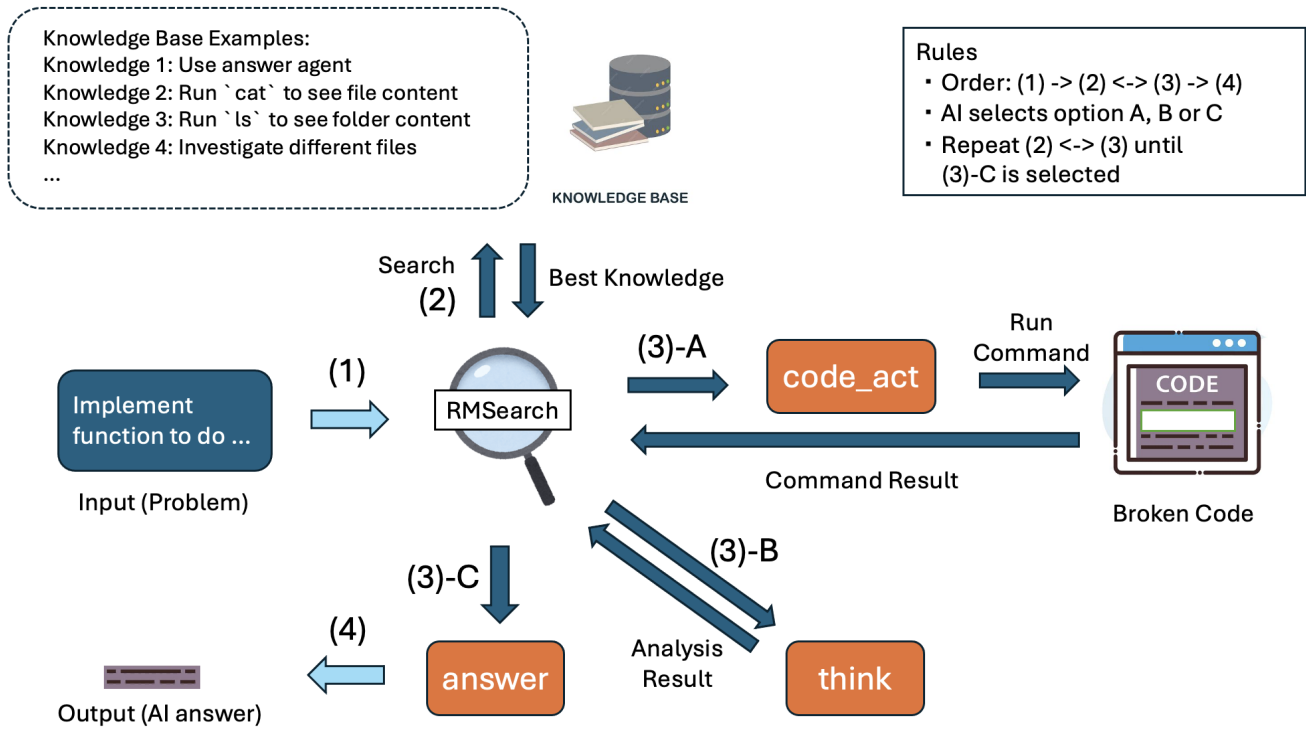 Knowledge Base Examples:
Knowledge 1: Use answer agent
Knowledge 2: Run `cat` to see file content
Knowledge 3: Run `ls` to see folder content
Knowledge 4: Investigate different files
...
KNOWLEDGE BASE
Rules
・Order: (1) -> (2) <-> (3) -> (4)
・AI selects option A, B or C
・Repeat (2) <-> (3) until
(3)-C is selected
Search
(2)
Best Knowledge
Implement
function to do ...
Input (Problem)
(1)
RMSearch
(3)-A
code_act
Run
Command
CODE
Broken Code
Command Result
(3)-B
Analysis
Result
think
(3)-C
answer
(4)
Output (AI answer)